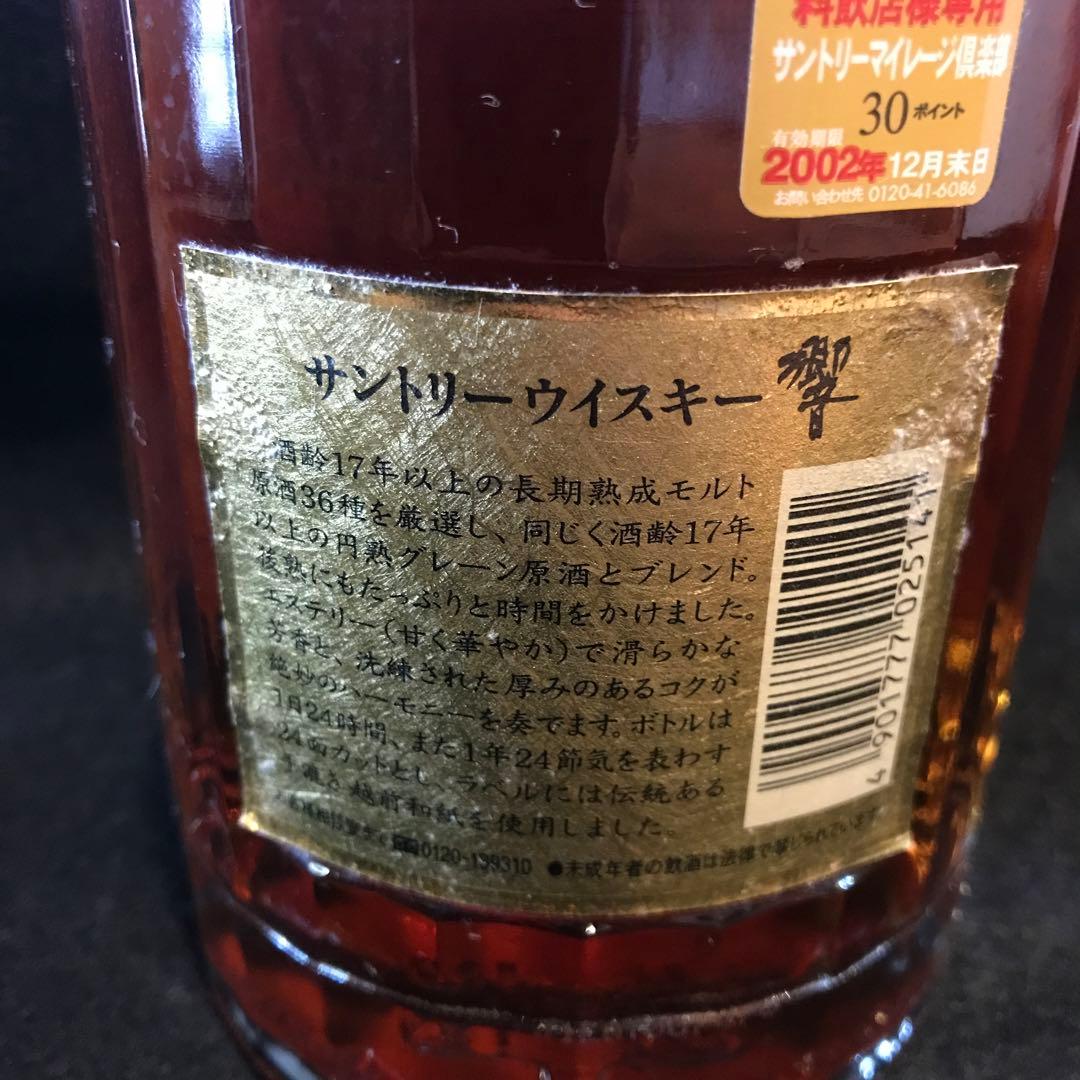 料飲店様専用
サントリーマイレージ倶楽部
30ポイント
有効期限
2002年12月末日
お問い合わせ先 0120-41-6086
サントリーウイスキー 響
酒齢17年以上の長期熟成モルト
原酒36種を厳選し、同じく酒齢17年
以上の円熟グレーン原酒とブレンド。
後熟にもたっぷりと時間をかけました。
エステリー(甘く華やか)で滑らかな
芳香と、洗練された厚みのあるコクが
絶妙のハーモニーを奏でます。ボトルは
1日24時間、また1年24節気を表わす
24面カットとし、ラベルには伝統ある
手漉き越前和紙を使用しました。
0120-139310 ●未成年者の飲酒は法律で禁じられています。
4 901777 025141